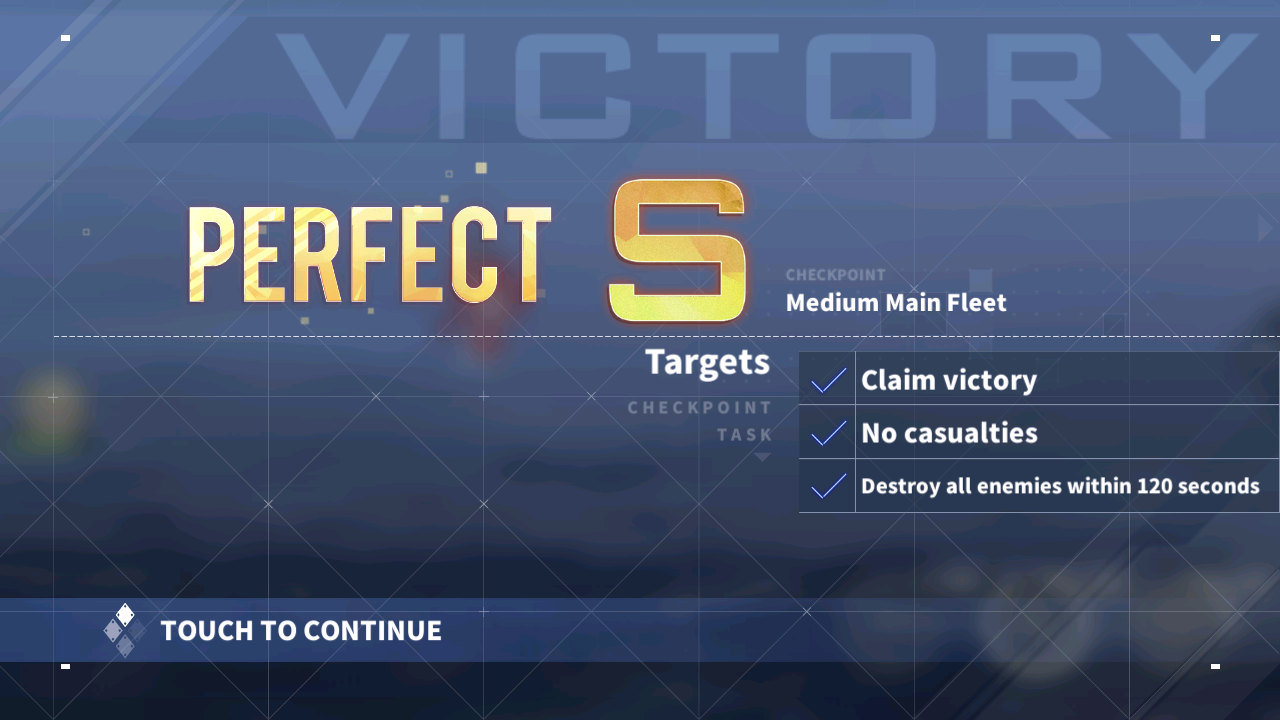 VICTORY
PERFECT S
CHECKPOINT
Medium Main Fleet
Targets
CHECKPOINT
TASK
Claim victory
No casualties
Destroy all enemies within 120 seconds
TOUCH TO CONTINUE